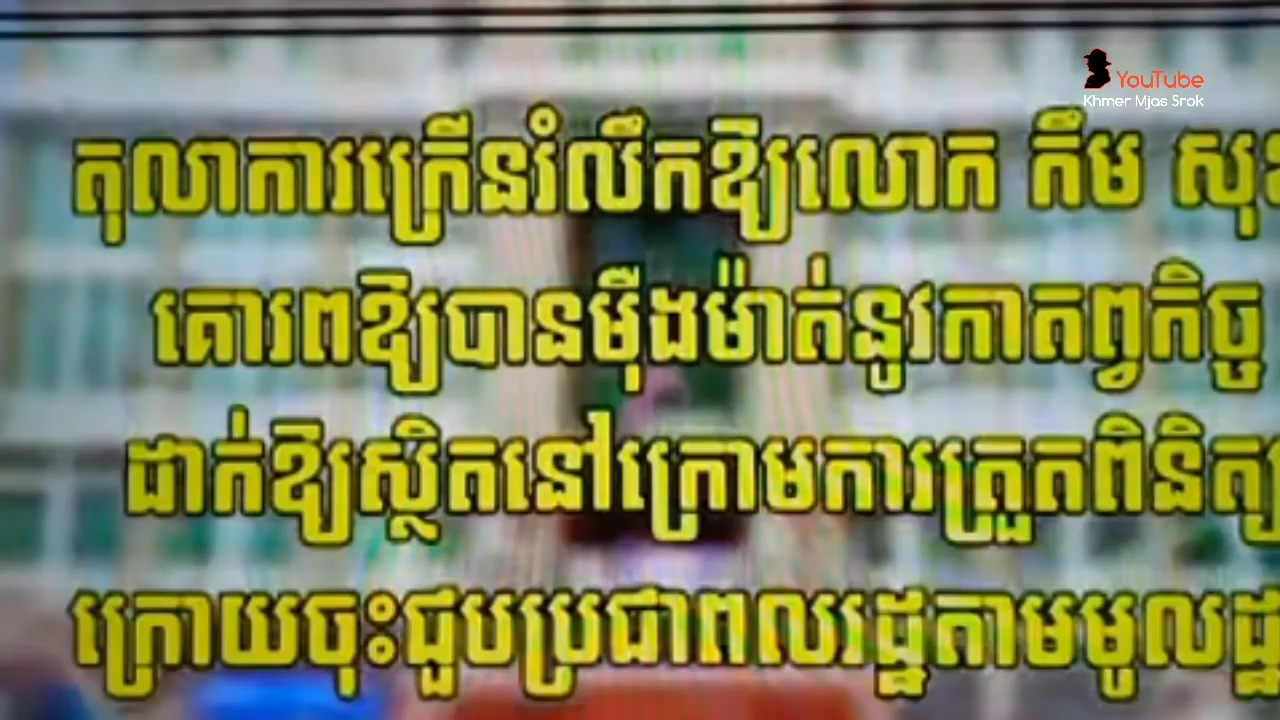 YouTube
Khmer Mjas Srok
តុលាការក្រើនរំលឹកឱ្យលោក កឹម
គោរពឱ្យបានម៉ឺងម៉ាត់នូវកាតព្វកិច្ច
ដាក់ឱ្យស្ថិតនៅក្រោមការត្រួតពិនិត្យ
ក្រោយចុះជួបប្រជាពលរដ្ឋតាមមូលដ្ឋ